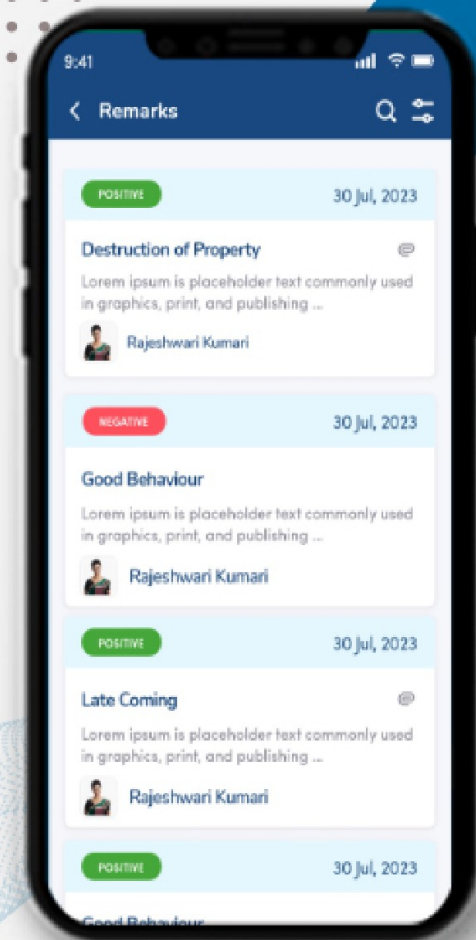 9:41
Remarks
POSITIVE 30 Jul, 2023
Destruction of Property
Lorem ipsum is placeholder text commonly used
in graphics, print, and publishing ...
Rajeshwari Kumari
NEGATIVE 30 Jul, 2023
Good Behaviour
Lorem ipsum is placeholder text commonly used
in graphics, print, and publishing ...
Rajeshwari Kumari
POSITIVE 30 Jul, 2023
Late Coming
Lorem ipsum is placeholder text commonly used
in graphics, print, and publishing ...
Rajeshwari Kumari
POSITIVE 30 Jul, 2023
Good Behaviour